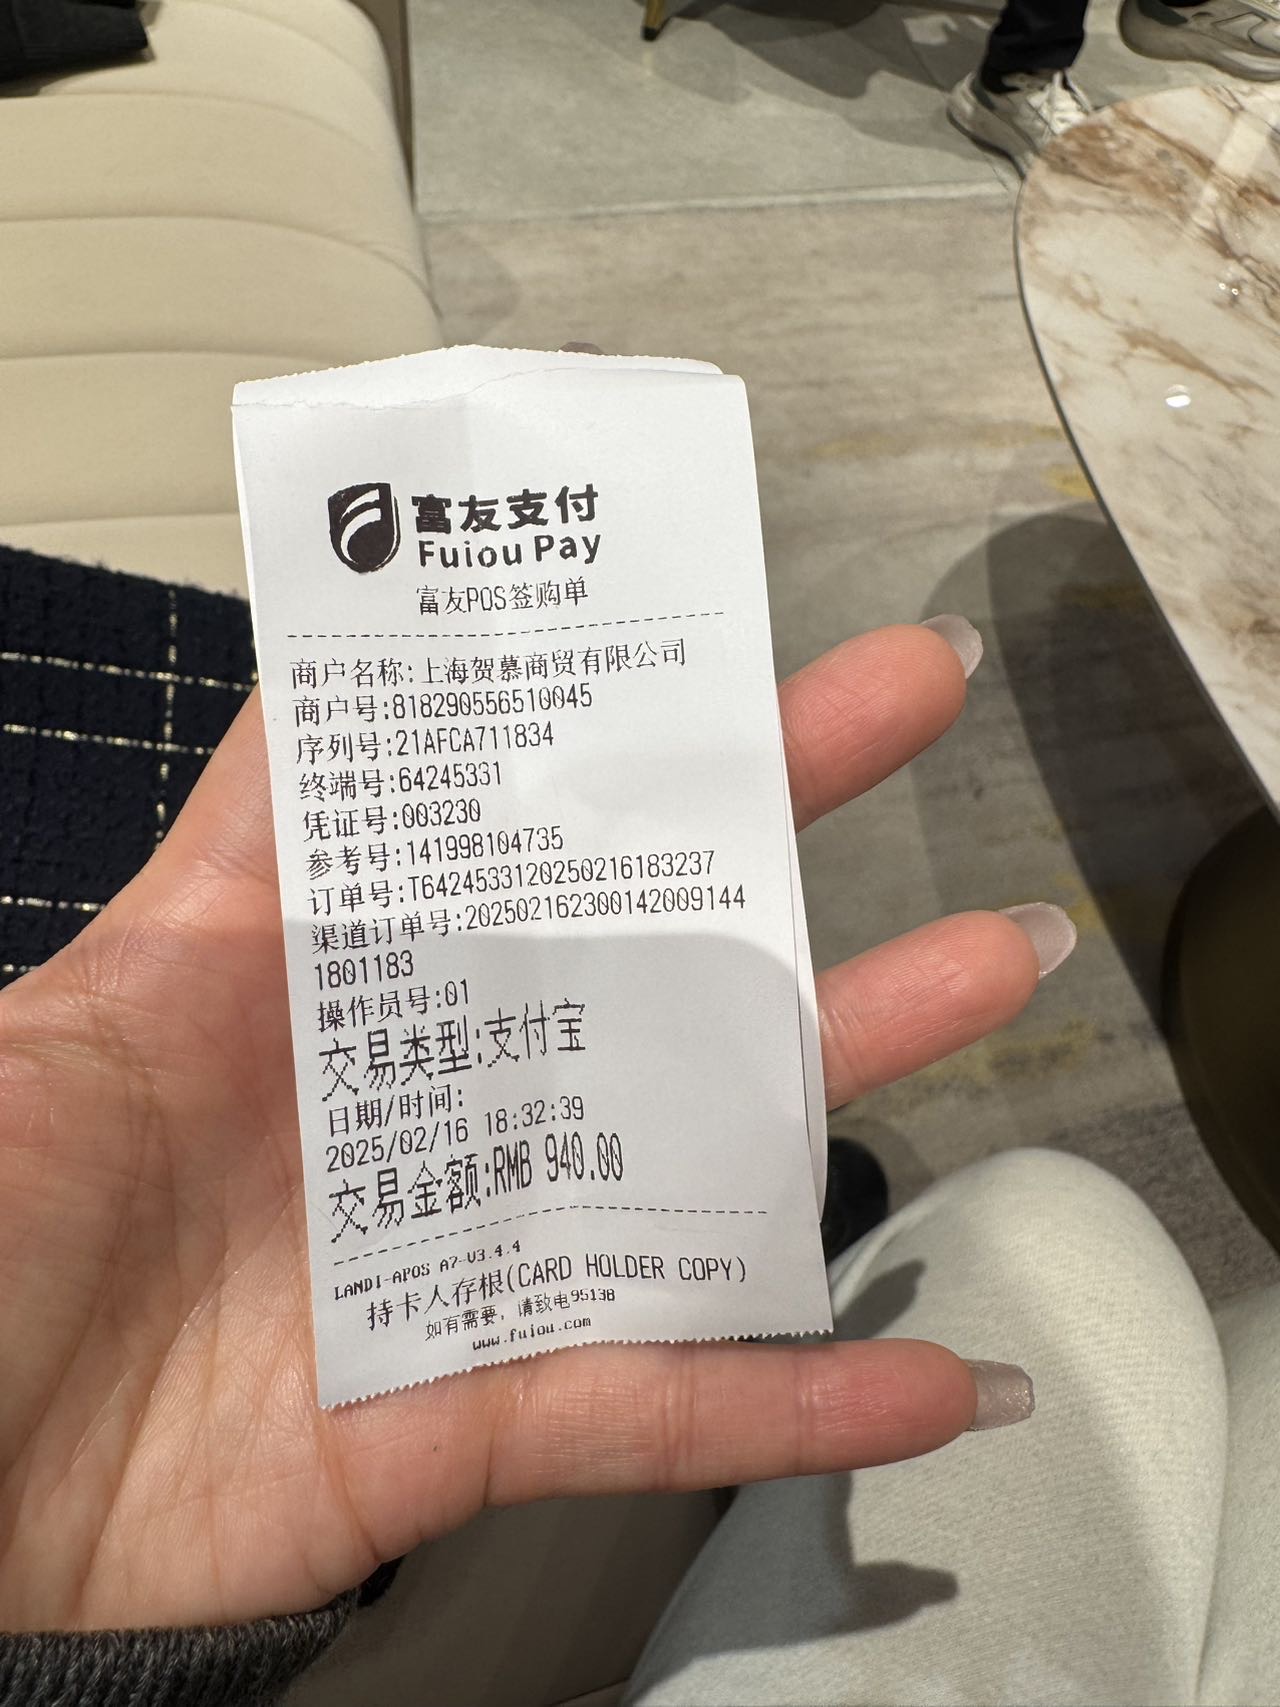 富友支付
Fuiou Pay
富友POS签购单
商户名称:上海贺慕商贸有限公司
商户号:818290556510045
序列号:21AFCA711834
终端号:64245331
凭证号:003230
参考号:141998104735
订单号:T6424533120250216183237
渠道订单号:202502162300142009144
1801183
操作员号:01
交易类型:支付宝
日期/时间:
2025/02/16 18:32:39
交易金额:RMB 940.00
LANDI-APOS A7-V3.4.4
持卡人存根(CARD HOLDER COPY)
如有需要，请致电95138
www.fuiou.com